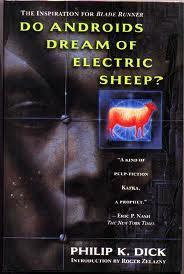 THE INSPIRATION FOR BLADE RUNNER
DO ANDROIDS
DREAM OF
ELECTRIC
SHEEP?
"A KIND OF
PULP-FICTION
KAFKA,
A PROPHET."
– ERIC P. NASH
THE NEW YORK TIMES
PHILIP K. DICK
INTRODUCTION BY ROGER ZELAZNY